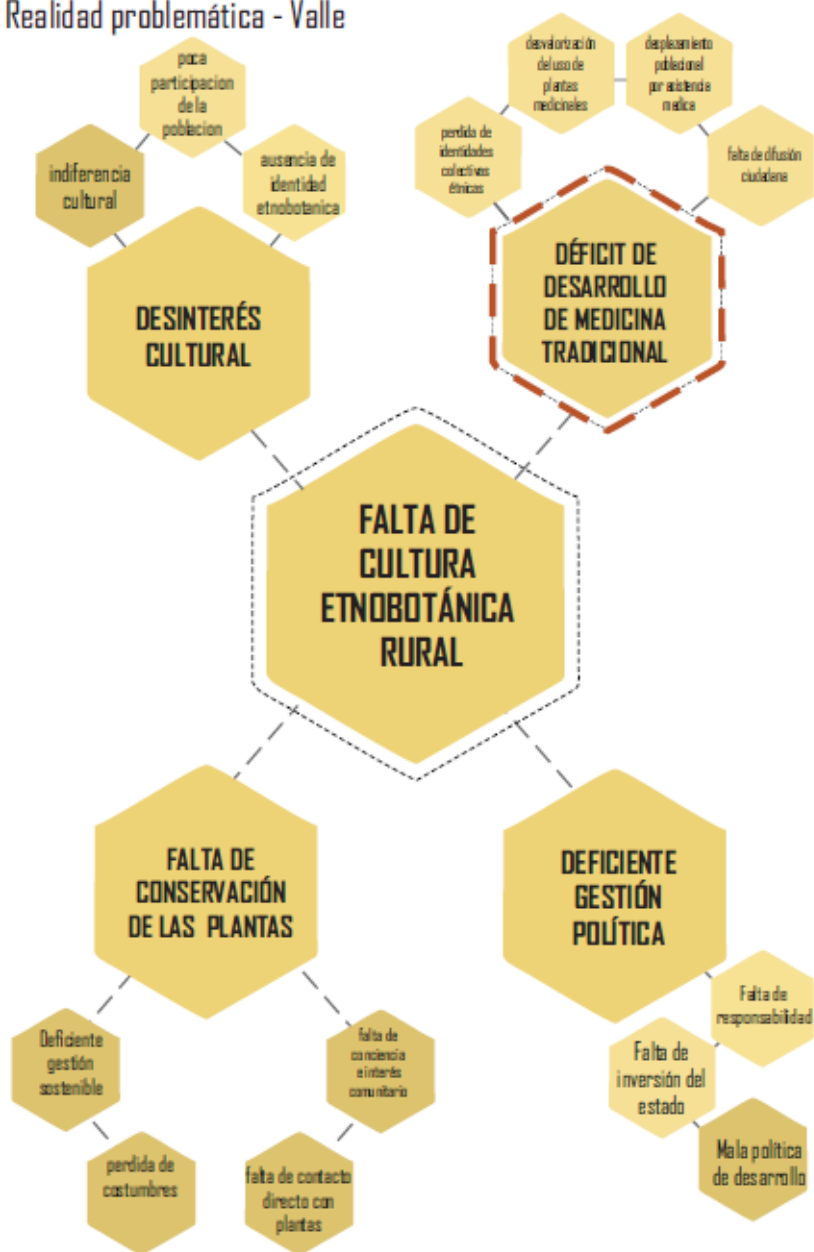 Realidad problemática - Valle
poca
participacion
de la
poblacion
indiferencia
cultural
ausencia de
identidad
etnobotanica
DESINTERÉS
CULTURAL
desvalorización
del uso de
plantas
medicinales
desplazamiento
poblacional
por asistencia
medica
perdida de
identidades
colectivos
étnicas
falta de difusión
ciudadana
DÉFICIT DE
DESARROLLO
DE MEDICINA
TRADICIONAL
FALTA DE
CULTURA
ETNOBOTÁNICA
RURAL
FALTA DE
CONSERVACIÓN
DE LAS PLANTAS
Deficiente
gestión
sostenible
perdida de
costumbres
falta de
conciencia
e interés
comunitario
falta de contacto
directo con
plantas
DEFICIENTE
GESTIÓN
POLÍTICA
Falta de
responsabilidad
Falta de
inversión del
estado
Mala política
de desarrollo